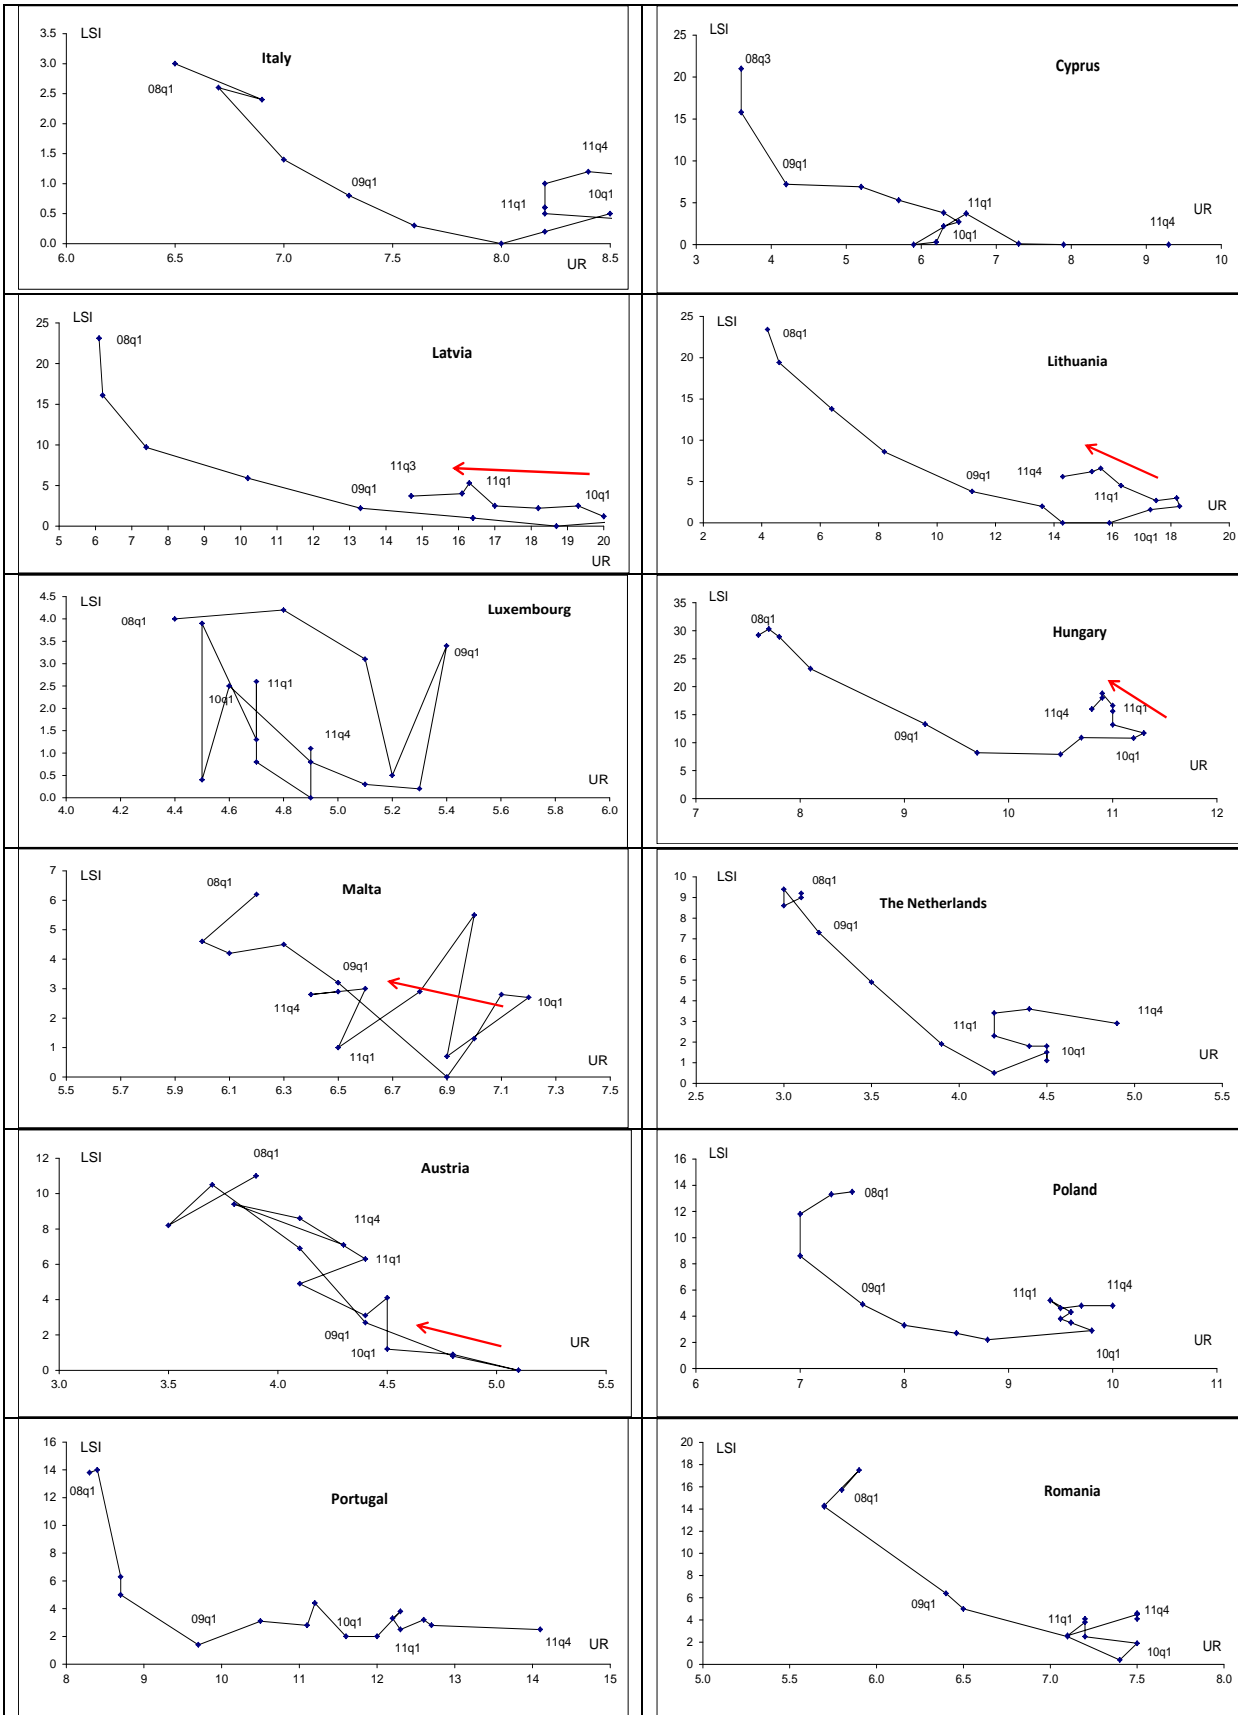 LSI
Italy
3.5
3.0
2.5
2.0
1.5
1.0
0.5
0.0
08q1
09q1
11q4
10q1
11q1
6.0 6.5 7.0 7.5 8.0 8.5
UR
LSI
Cyprus
25
20
15
10
5
0
08q3
09q1
11q1
10q1
11q4
UR
3 4 5 6 7 8 9 10
LSI
Latvia
25
20
15
10
5
0
08q1
09q1
11q3
11q1
10q1
5 6 7 8 9 10 11 12 13 14 15 16 17 18 19 20
UR
LSI
Lithuania
25
20
15
10
5
0
08q1
09q1
11q4
11q1
10q1
UR
2 4 6 8 10 12 14 16 18 20
LSI
Luxembourg
4.5
4.0
3.5
3.0
2.5
2.0
1.5
1.0
0.5
0.0
08q1
09q1
10q1
11q1
11q4
UR
4.0 4.2 4.4 4.6 4.8 5.0 5.2 5.4 5.6 5.8 6.0
LSI
Hungary
35
30
25
20
15
10
5
0
08q1
09q1
11q4
11q1
10q1
UR
7 8 9 10 11 12
LSI
Malta
7
6
5
4
3
2
1
0
08q1
09q1
11q4
11q1
10q1
UR
5.5 5.7 5.9 6.1 6.3 6.5 6.7 6.9 7.1 7.3 7.5
LSI
The Netherlands
10
9
8
7
6
5
4
3
2
1
0
08q1
09q1
11q1
11q4
10q1
UR
2.5 3.0 3.5 4.0 4.5 5.0 5.5
LSI
Austria
12
10
8
6
4
2
0
08q1
11q4
11q1
09q1
10q1
UR
3.0 3.5 4.0 4.5 5.0 5.5
LSI
Poland
16
14
12
10
8
6
4
2
0
08q1
09q1
11q1
11q4
10q1
UR
6 7 8 9 10 11
LSI
Portugal
16
14
12
10
8
6
4
2
0
08q1
09q1
10q1
11q1
11q4
UR
8 9 10 11 12 13 14 15
LSI
Romania
20
18
16
14
12
10
8
6
4
2
0
08q1
09q1
11q1
11q4
10q1
UR
5.0 5.5 6.0 6.5 7.0 7.5 8.0